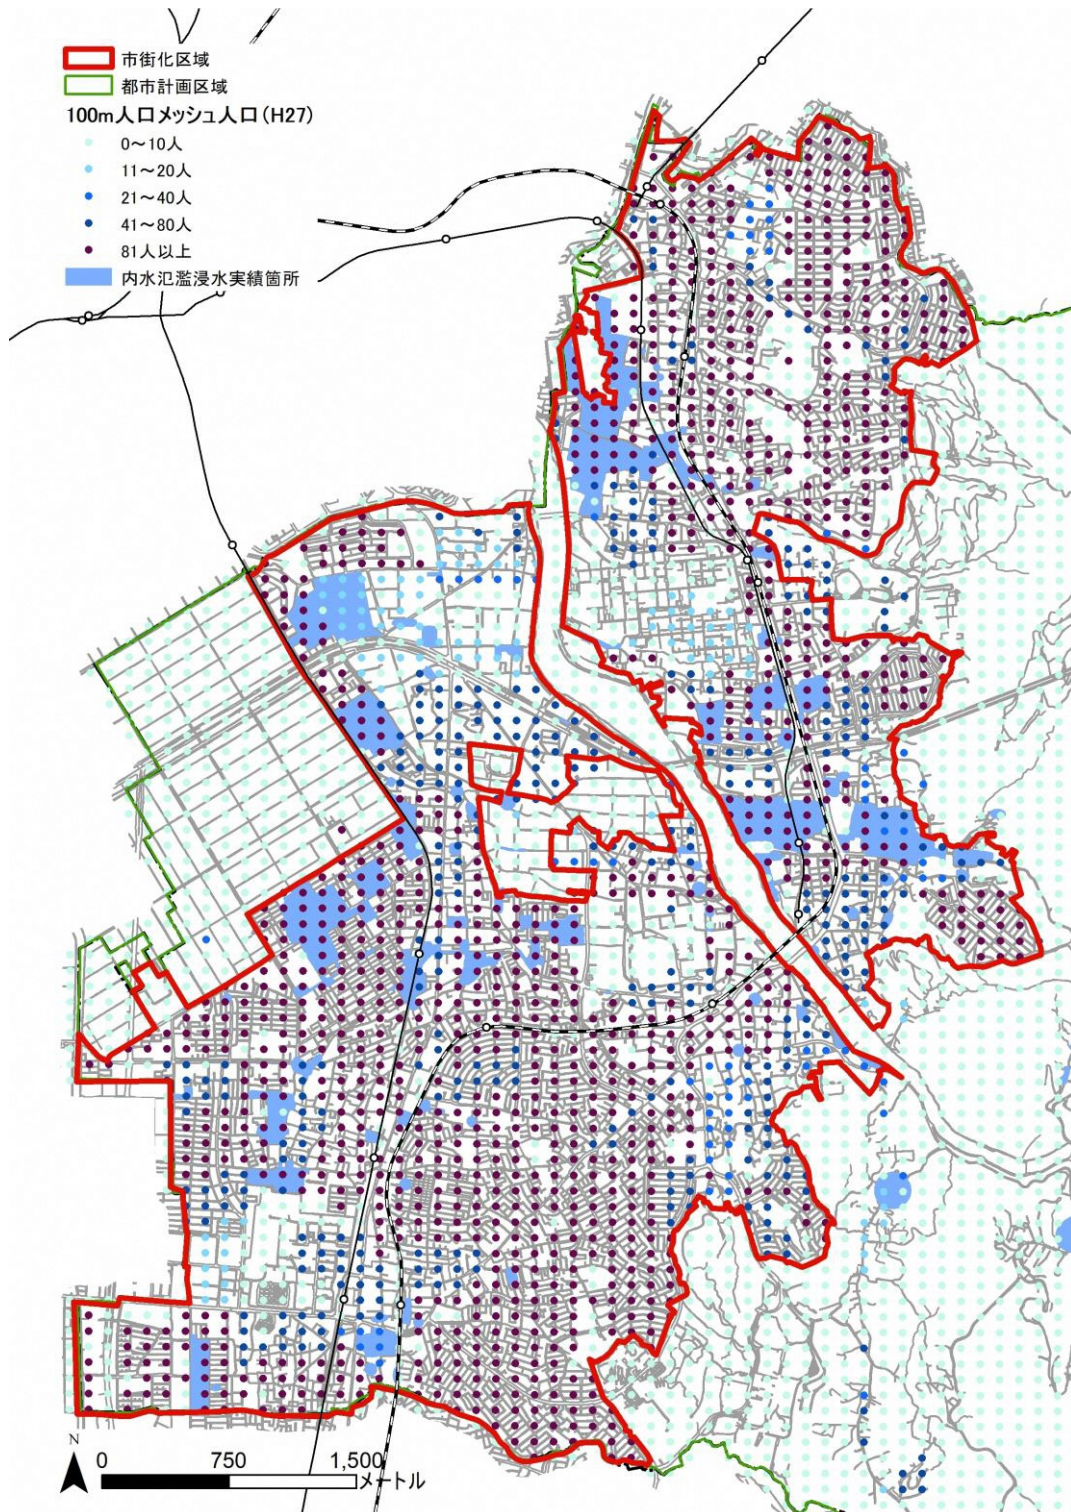 市街化区域
都市計画区域
100m人口メッシュ人口(H27)
0～10人
11～20人
21～40人
41～80人
81人以上
内水氾濫浸水実績箇所
N
0 750 1,500
メートル